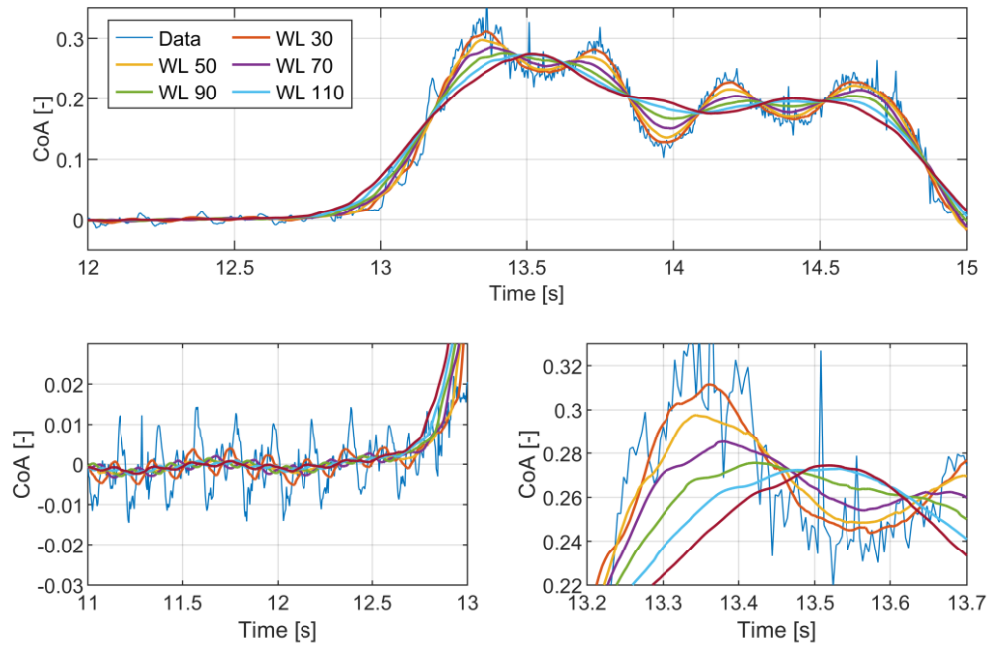 0.3
0.2
0.1
0
CoA [-]
Data WL 30
WL 50 WL 70
WL 90 WL 110
12 12.5 13 13.5 14 14.5 15
Time [s]
0.02
0.01
0
-0.01
-0.02
-0.03
CoA [-]
11 11.5 12 12.5 13
Time [s]
0.32
0.3
0.28
0.26
0.24
0.22
CoA [-]
13.2 13.3 13.4 13.5 13.6 13.7
Time [s]